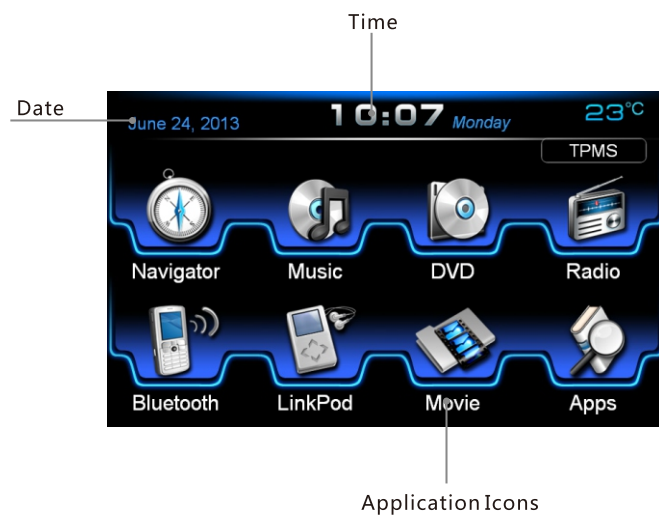 Time
Date
June 24, 2013 10:07 Monday 23°C
TPMS
Navigator Music DVD Radio
Bluetooth LinkPod Movie Apps
Application Icons